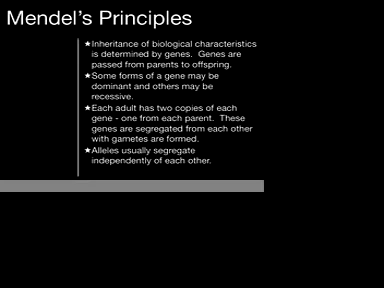 Mendel's Principles
★Inheritance of biological characteristics
is determined by genes.  Genes are
passed from parents to offspring.
★Some forms of a gene may be
dominant and others may be
recessive.
★Each adult has two copies of each
gene - one from each parent.  These
genes are segregated from each other
with gametes are formed.
★Alleles usually segregate
independently of each other.